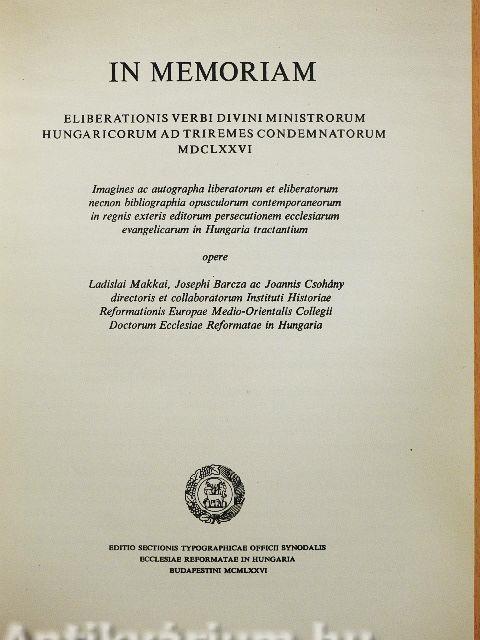 IN MEMORIAM
ELIBERATIONIS VERBI DIVINI MINISTRORUM
HUNGARICORUM AD TRIREMES CONDEMNATORUM
MDCLXXVI
Imagines ac autographa liberatorum et eliberatorum
necnon bibliographia opusculorum contemporaneorum
in regnis exteris editorum persecutionem ecclesiarum
evangelicarum in Hungaria tractantium
opere
Ladislai Makkai, Josephi Barcza ac Joannis Csohány
directoris et collaboratorum Instituti Historiae
Reformationis Europae Medio-Orientalis Collegii
Doctorum Ecclesiae Reformatae in Hungaria
EDITIO SECTIONIS TYPOGRAPHICAE OFFICII SYNODALIS
ECCLESIAE REFORMATAE IN HUNGARIA
BUDAPESTINI MCMLXXVI
Antikvárium.hu